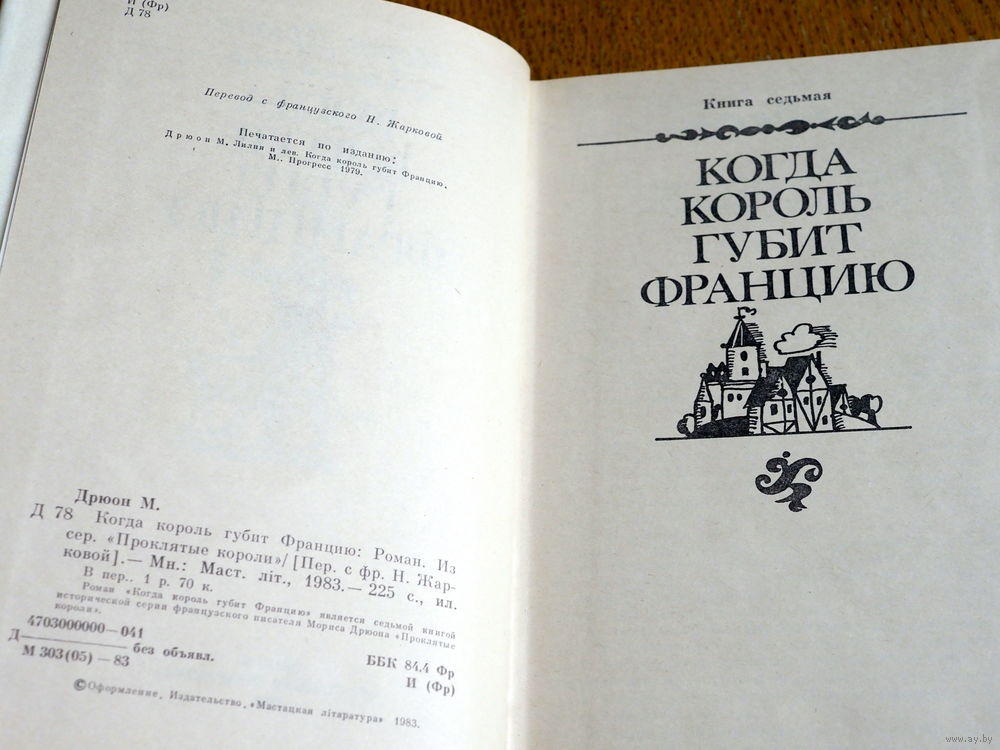 И (Фр)
Д 78
Перевод с французского Н. Жарковой
Печатается по изданию:
Дрюон М. Лилия и лев. Когда король губит Францию.
М.. Прогресс 1979.
Дрюон М.
Д 78 Когда король губит Францию: Роман. Из
сер. «Проклятые короли»/[Пер. с фр. Н. Жар-
ковой].— Мн.: Маст. літ., 1983.— 225 с., ил.
В пер.. 1 р. 70 к.
Роман «Когда король губит Францию» является седьмой книгой
исторической серии французского писателя Мориса Дрюона «Проклятые
короли».
4703000000—041
Д——— без объявл.
М 303(05)—83
ББК 84.4 Фр
И (Фр)
©Оформление. Издательство. «Мастацкая літаратура» 1983.
Книга седьмая
КОГДА
КОРОЛЬ
ГУБИТ
ФРАНЦИЮ
www.ay.by